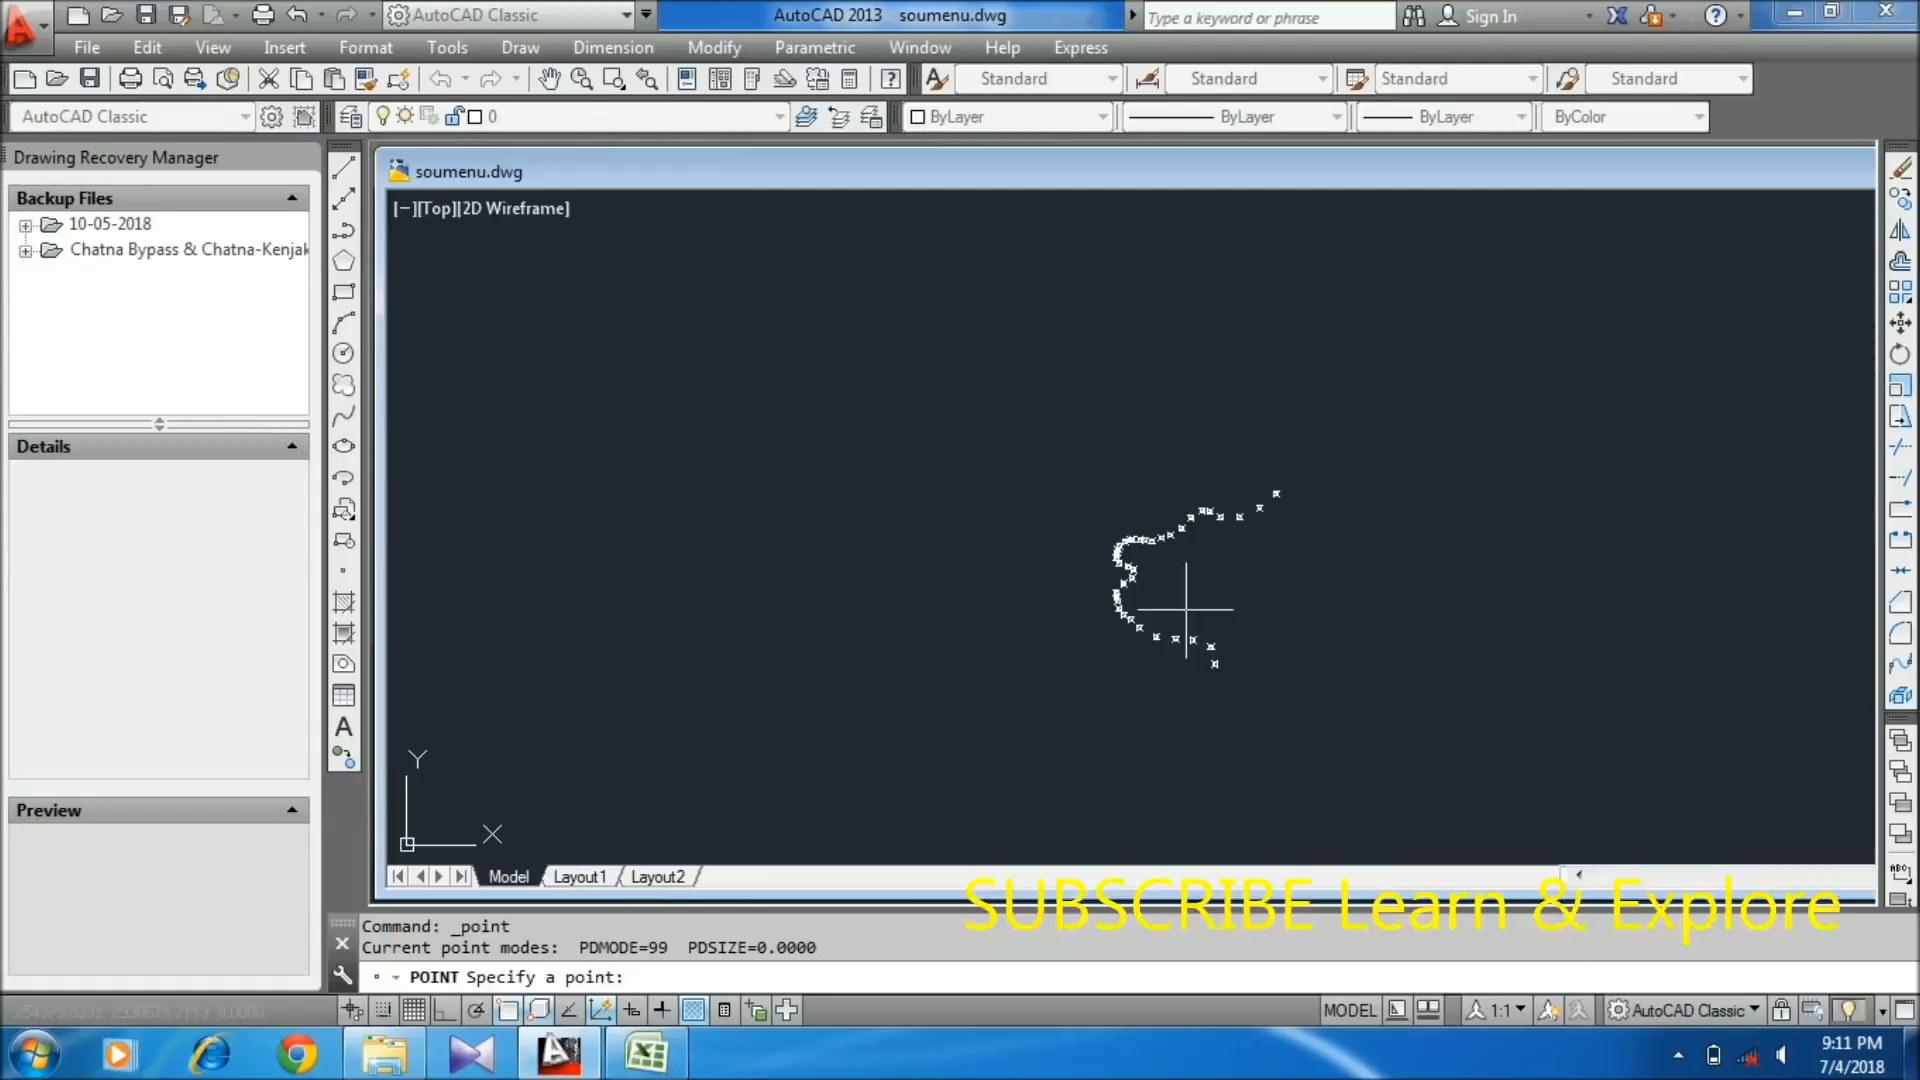 AutoCAD Classic
AutoCAD 2013 soumenu.dwg
Type a keyword or phrase
Sign In
File Edit View Insert Format Tools Draw Dimension Modify Parametric Window Help Express
Standard Standard Standard Standard
AutoCAD Classic 0 ByLayer ByLayer ByLayer ByColor
Drawing Recovery Manager
Backup Files
10-05-2018
Chatna Bypass & Chatna-Kenjak
Details
Preview
soumenu.dwg
[−][Top][2D Wireframe]
Y
X
A
ABC
Model Layout1 Layout2
SUBSCRIBE Learn & Explore
Command: _point
Current point modes: PDMODE=99 PDSIZE=0.0000
POINT Specify a point:
MODEL 1:1 AutoCAD Classic
9:11 PM
7/4/2018